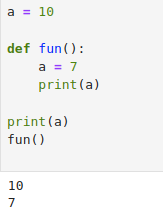 a = 10
def fun():
    a = 7
    print(a)
print(a)
fun()
10
7